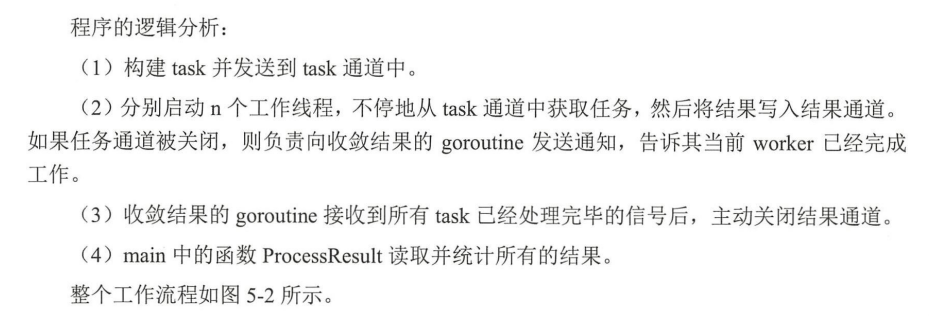 程序的逻辑分析：
（1）构建 task 并发送到 task 通道中。
（2）分别启动 n 个工作线程，不停地从 task 通道中获取任务，然后将结果写入结果通道。
如果任务通道被关闭，则负责向收敛结果的 goroutine 发送通知，告诉其当前 worker 已经完成
工作。
（3）收敛结果的 goroutine 接收到所有 task 已经处理完毕的信号后，主动关闭结果通道。
（4）main 中的函数 ProcessResult 读取并统计所有的结果。
整个工作流程如图 5-2 所示。